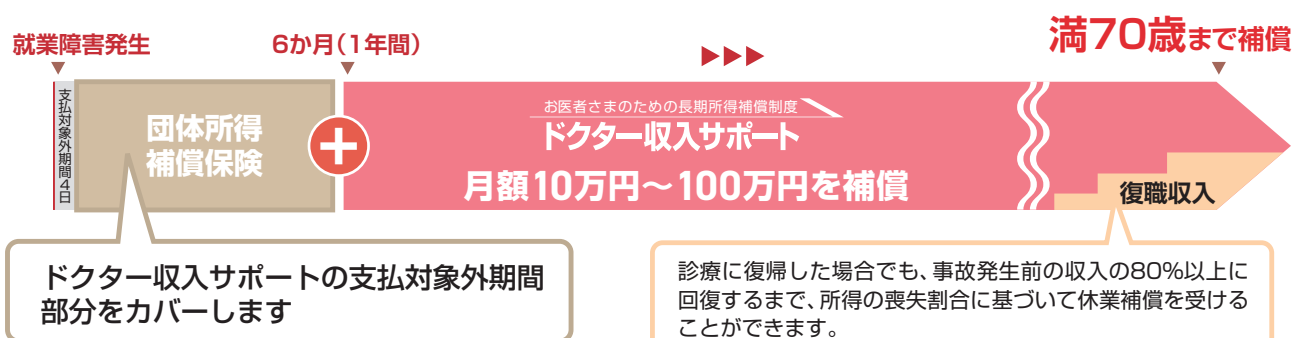 就業障害発生
6か月(1年間)
▶▶▶
満70歳まで補償
支払対象外期間4日
団体所得
補償保険
+
お医者さまのための長期所得補償制度
ドクター収入サポート
月額10万円～100万円を補償
復職収入
ドクター収入サポートの支払対象外期間
部分をカバーします
診療に復帰した場合でも、事故発生前の収入の80%以上に
回復するまで、所得の喪失割合に基づいて休業補償を受ける
ことができます。